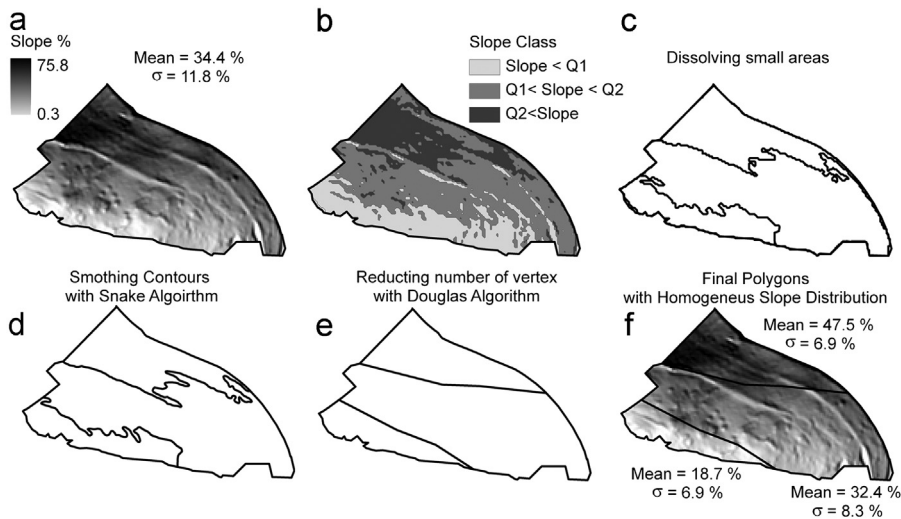 a
Slope %
75.8
0.3
Mean = 34.4 %
σ = 11.8 %
b
Slope Class
Slope < Q1
Q1< Slope < Q2
Q2<Slope
c
Dissolving small areas
d
Smothing Contours
with Snake Algoirthm
e
Reducting number of vertex
with Douglas Algorithm
f
Final Polygons
with Homogeneus Slope Distribution
Mean = 47.5 %
σ = 6.9 %
Mean = 18.7 %
σ = 6.9 %
Mean = 32.4 %
σ = 8.3 %